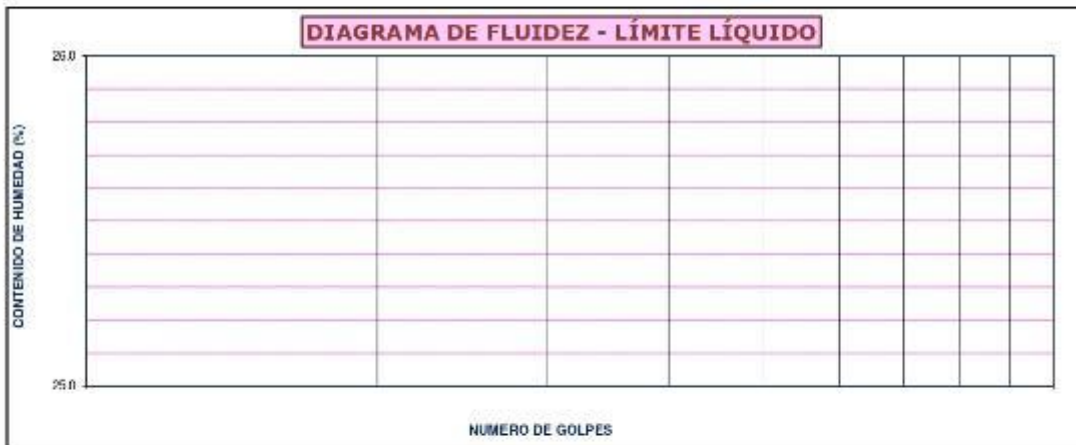 DIAGRAMA DE FLUIDEZ - LÍMITE LÍQUIDO
26.0
CONTENIDO DE HUMEDAD (%)
25.0
NUMERO DE GOLPES